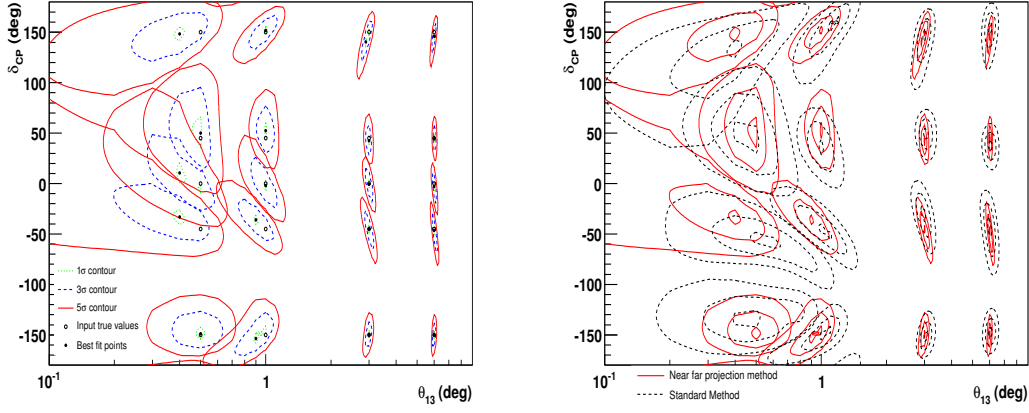 δCP (deg)
150
100
50
0
-50
-100
-150
1σ contour
3σ contour
5σ contour
Input true values
Best fit points
10-1
1
θ13 (deg)
δCP (deg)
150
100
50
0
-50
-100
-150
10-1
1
θ13 (deg)
Near far projection method
Standard Method